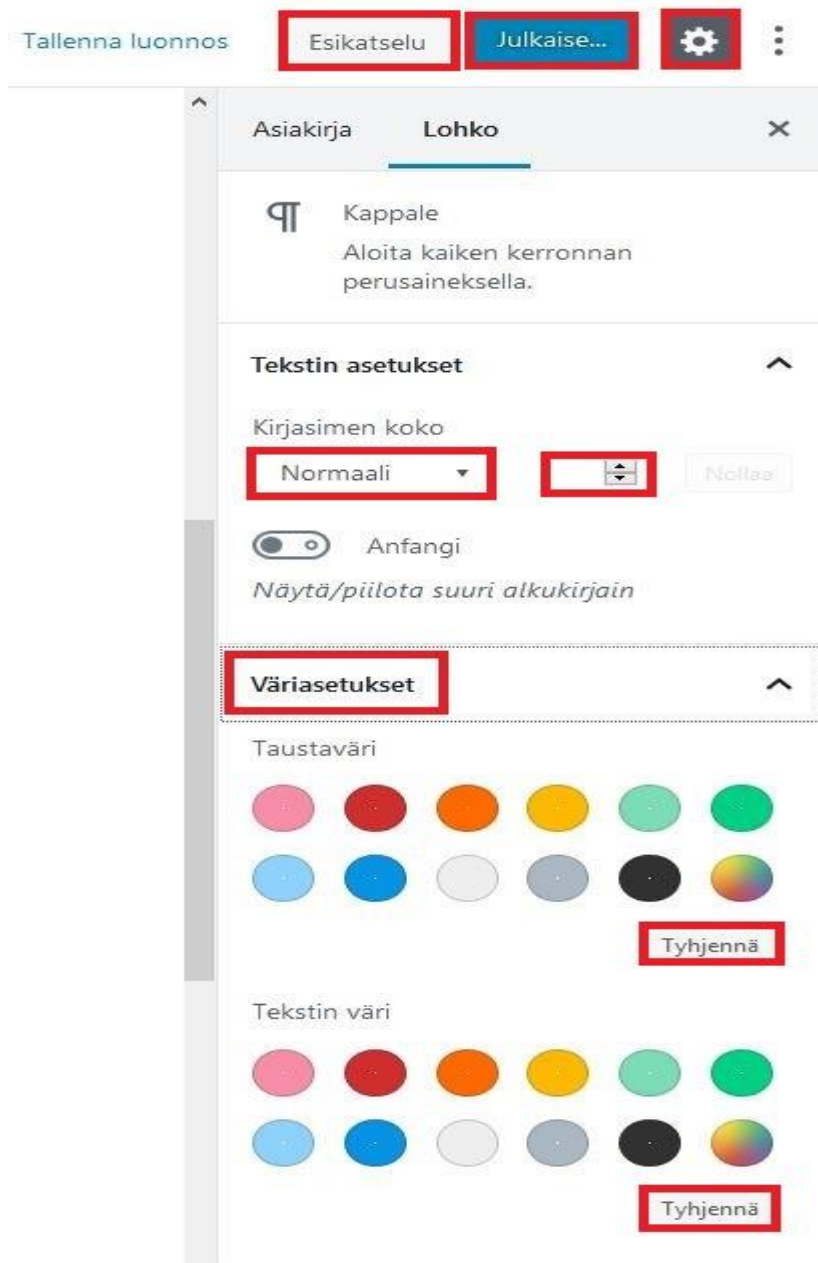 Tallenna luonnos Esikatselu Julkaise...
Asiakirja Lohko
Kappale
Aloita kaiken kerronnan
perusaineksella.
Tekstin asetukset
Kirjasimen koko
Normaali Nollaa
Anfangi
Näytä/piilota suuri alkukirjain
Väriasetukset
Taustaväri
Tyhjennä
Tekstin väri
Tyhjennä